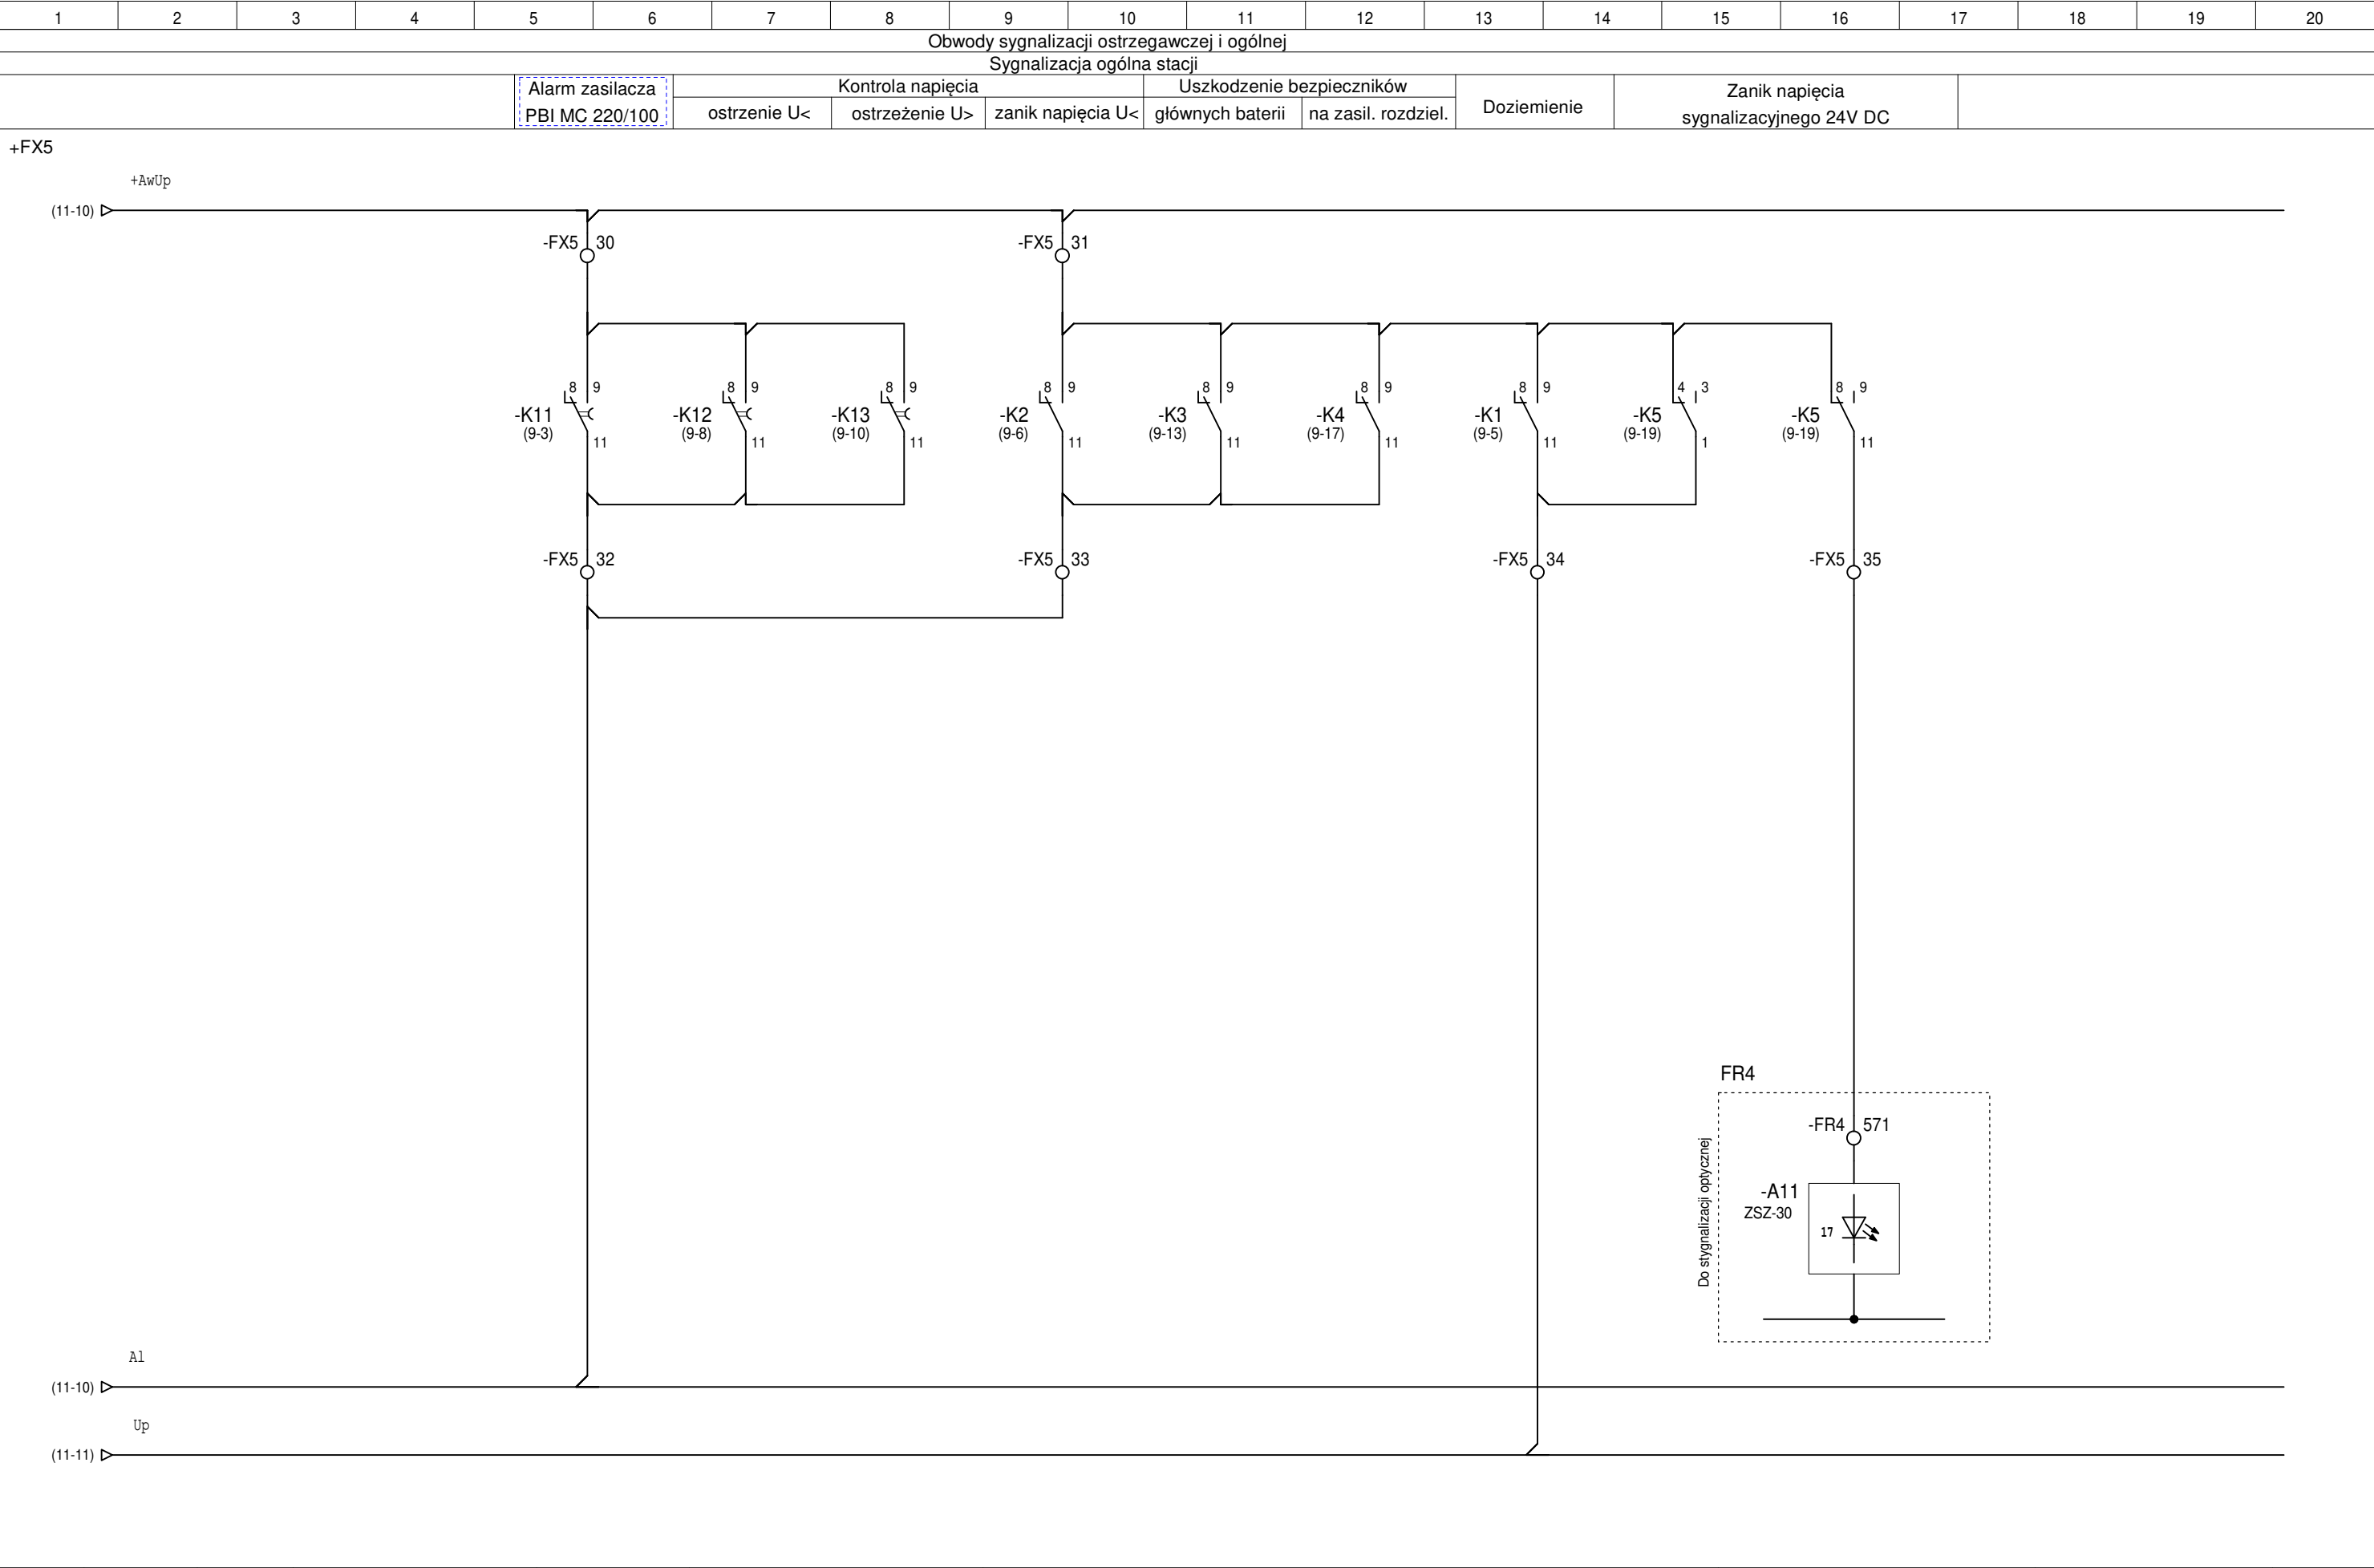 1 2 3 4 5 6 7 8 9 10 11 12 13 14 15 16 17 18 19 20
Obwody sygnalizacji ostrzegawczej i ogólnej
Sygnalizacja ogólna stacji
Alarm zasilacza
PBI MC 220/100
Kontrola napięcia
ostrzenie U<
ostrzeżenie U>
zanik napięcia U<
Uszkodzenie bezpieczników
głównych baterii
na zasil. rozdziel.
Doziemienie
Zanik napięcia
sygnalizacyjnego 24V DC
+FX5
+AwUp
(11-10)
-FX5 30
-FX5 31
8 9
-K11
(9-3)
11
8 9
-K12
(9-8)
11
8 9
-K13
(9-10)
11
8 9
-K2
(9-6)
11
8 9
-K3
(9-13)
11
8 9
-K4
(9-17)
11
8 9
-K1
(9-5)
11
4 3
-K5
(9-19)
1
8 9
-K5
(9-19)
11
-FX5 32
-FX5 33
-FX5 34
-FX5 35
FR4
-FR4 571
Do stygnalizacji optycznej
-A11
ZSZ-30
17
Al
(11-10)
Up
(11-11)